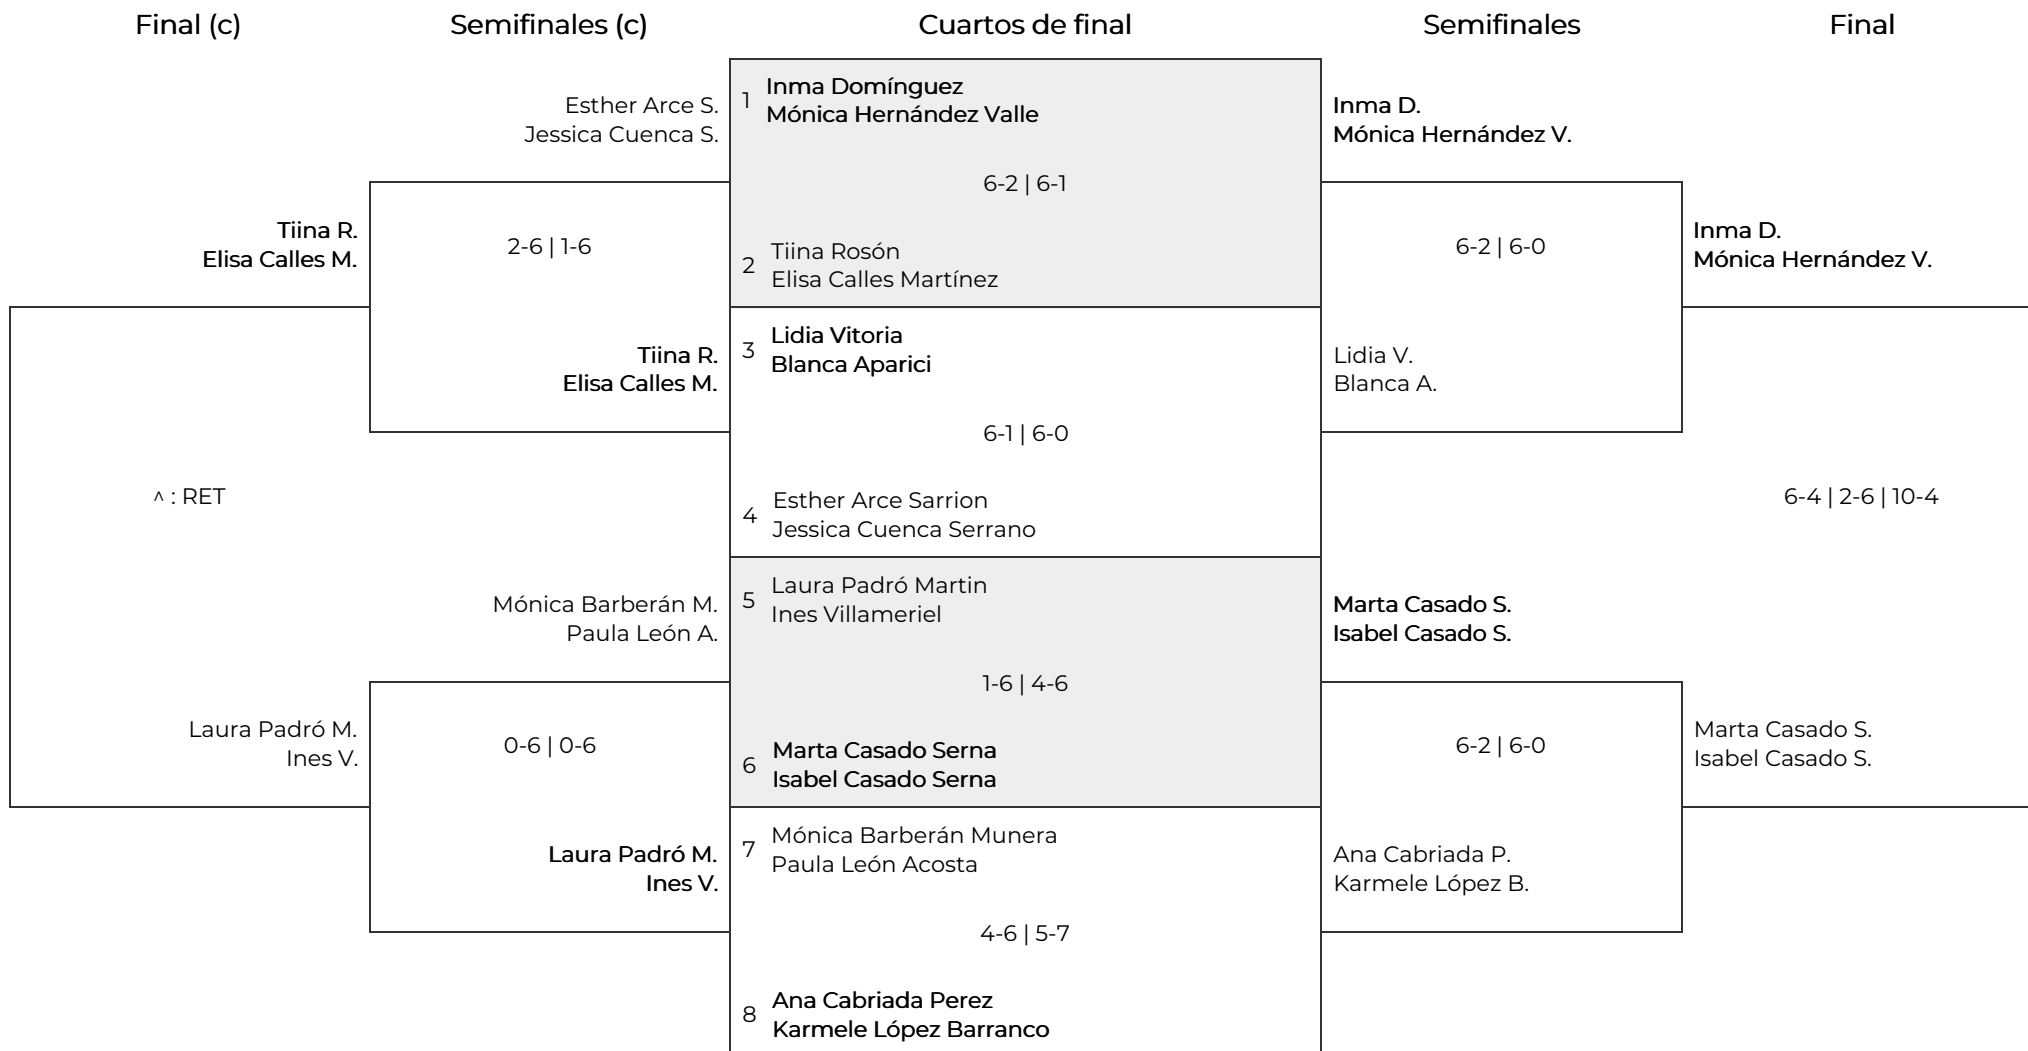 Final (c)
Semifinales (c)
Cuartos de final
Semifinales
Final
Tiina R.
Elisa Calles M.
^ : RET
Laura Padró M.
Ines V.
Esther Arce S.
Jessica Cuenca S.
2-6 | 1-6
Tiina R.
Elisa Calles M.
Mónica Barberán M.
Paula León A.
0-6 | 0-6
Laura Padró M.
Ines V.
1
Inma Domínguez
Mónica Hernández Valle
6-2 | 6-1
2
Tiina Rosón
Elisa Calles Martínez
3
Lidia Vitoria
Blanca Aparici
6-1 | 6-0
4
Esther Arce Sarrion
Jessica Cuenca Serrano
5
Laura Padró Martin
Ines Villameriel
1-6 | 4-6
6
Marta Casado Serna
Isabel Casado Serna
7
Mónica Barberán Munera
Paula León Acosta
4-6 | 5-7
8
Ana Cabriada Perez
Karmele López Barranco
Inma D.
Mónica Hernández V.
6-2 | 6-0
Lidia V.
Blanca A.
Marta Casado S.
Isabel Casado S.
6-2 | 6-0
Ana Cabriada P.
Karmele López B.
Inma D.
Mónica Hernández V.
6-4 | 2-6 | 10-4
Marta Casado S.
Isabel Casado S.